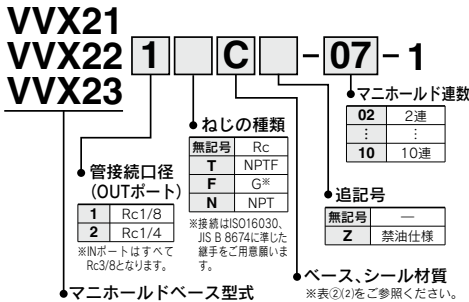 VVX21
VVX22 1 C - 07 - 1
VVX23
マニホールド連数
02 2連
⋮ ⋮
10 10連
ねじの種類
無記号 Rc
T NPTF
F G※
N NPT
※接続はISO16030、
JIS B 8674に準じた
継手をご用意願いま
す。
管接続口径
(OUTポート)
1 Rc1/8
2 Rc1/4
※INポートはすべて
Rc3/8となります。
追記号
無記号 —
Z 禁油仕様
ベース、シール材質
※表②(2)をご参照ください。
マニホールドベース型式